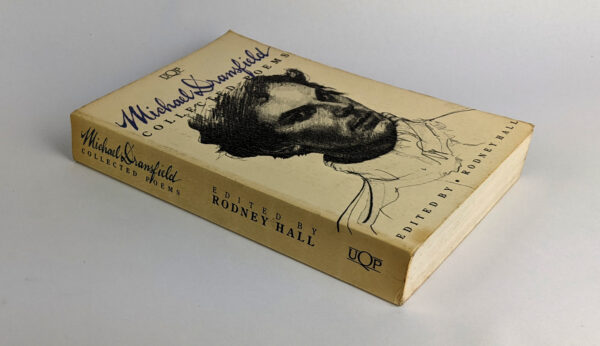 UQP
Michael Dransfield
COLLECTED POEMS
EDITED BY • RODNEY HALL
Michael Dransfield
COLLECTED POEMS
EDITED BY
RODNEY HALL
UQP